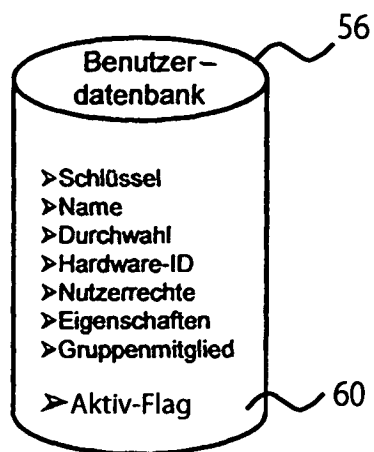 56
Benutzer–
datenbank
➢Schlüssel
➢Name
➢Durchwahl
➢Hardware-ID
➢Nutzerrechte
➢Eigenschaften
➢Gruppenmitglied
➢Aktiv-Flag
60